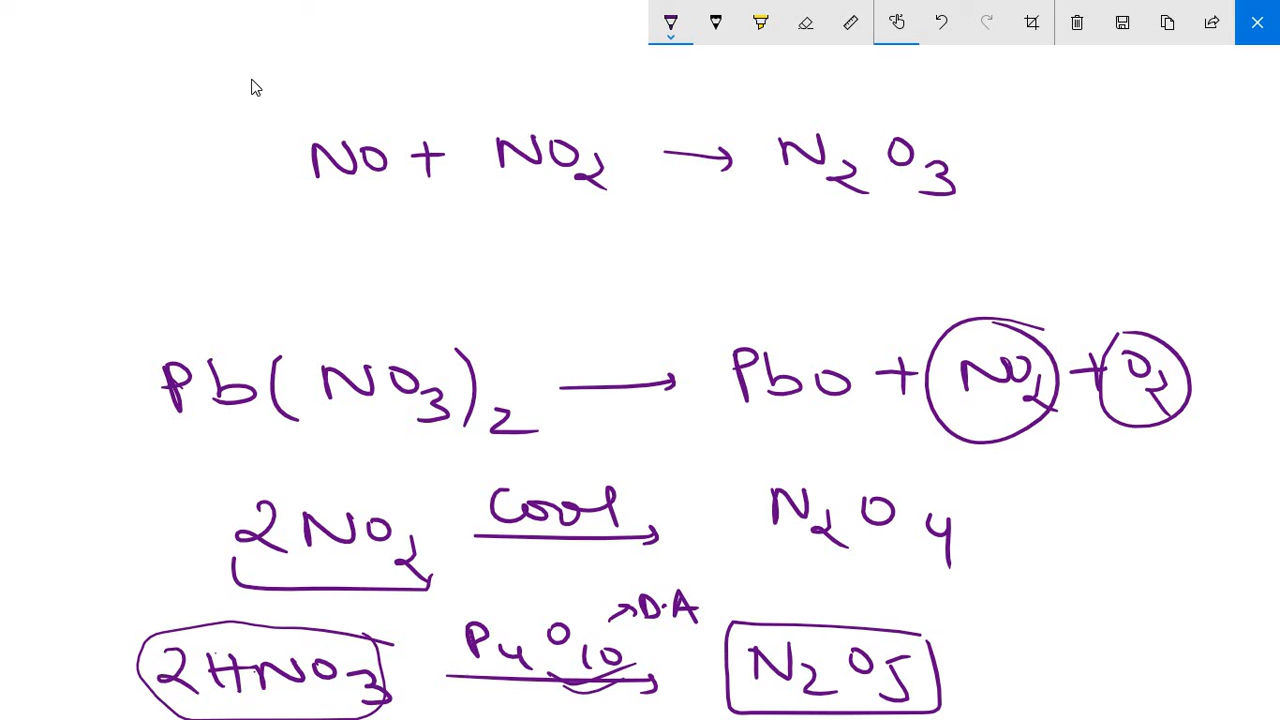 NO + NO₂ → N₂O₃
Pb(NO₃)₂ → PbO + NO₂ + O₂
2NO₂ Cool → N₂O₄
2HNO₃ P₄O₁₀ → D.A → N₂O₅